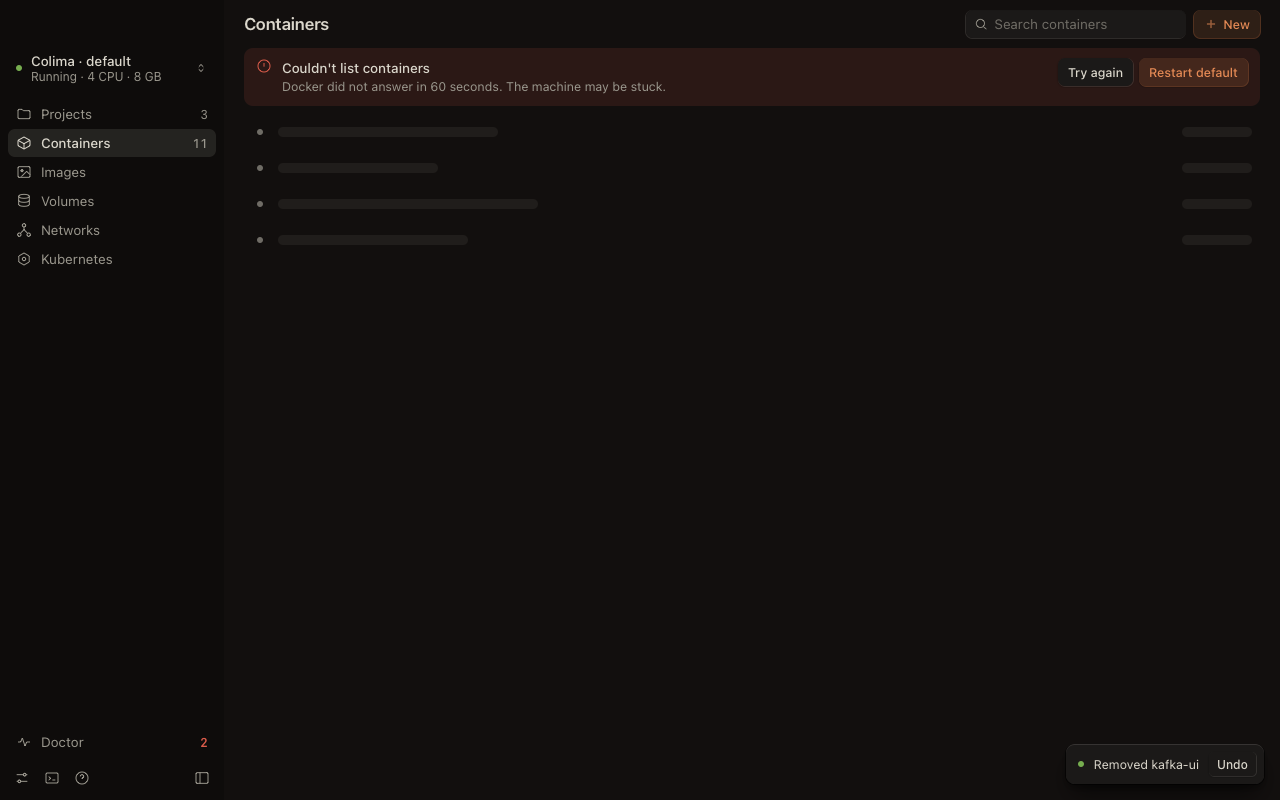 Containers
Search containers
New
Colima · default
Running · 4 CPU · 8 GB
Projects 3
Containers 11
Images
Volumes
Networks
Kubernetes
Couldn't list containers
Docker did not answer in 60 seconds. The machine may be stuck.
Try again
Restart default
Doctor 2
Removed kafka-ui Undo